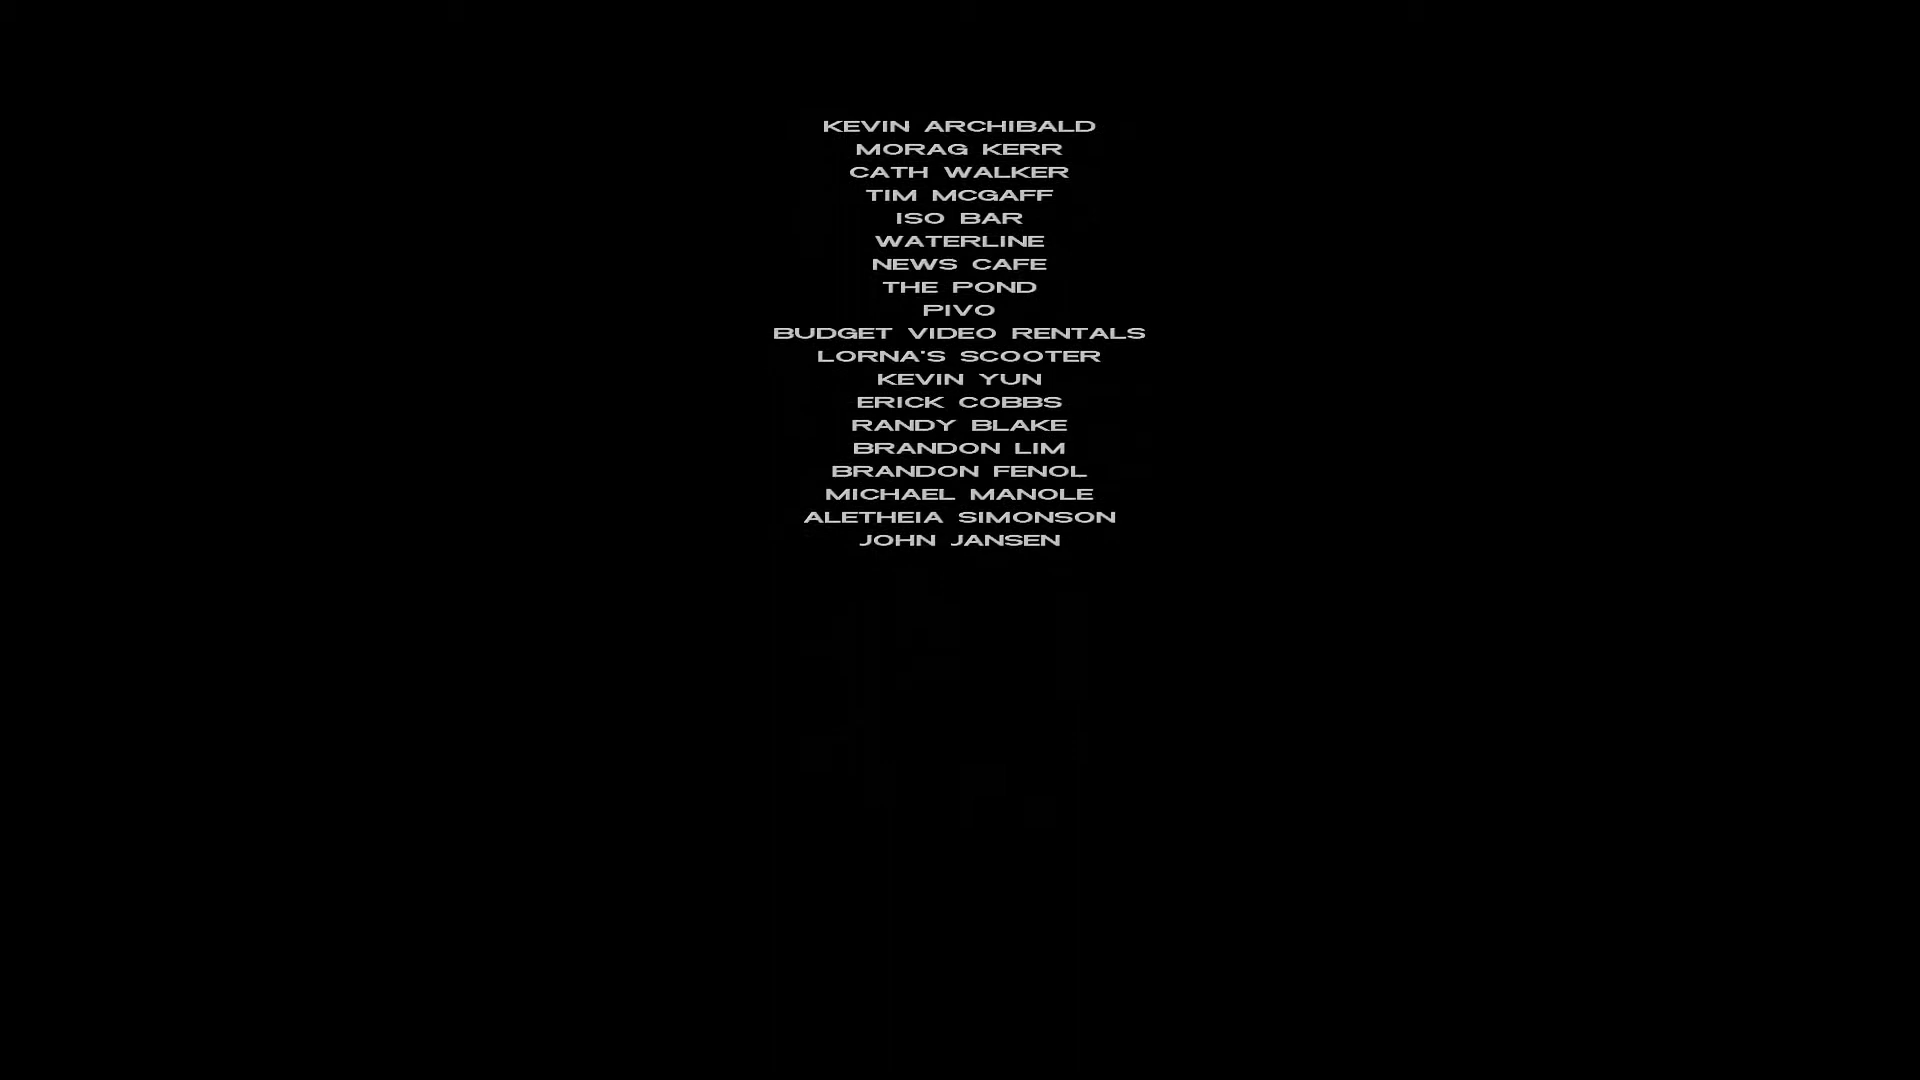 KEVIN ARCHIBALD
MORAG KERR
CATH WALKER
TIM MCGAFF
ISO BAR
WATERLINE
NEWS CAFE
THE POND
PIVO
BUDGET VIDEO RENTALS
LORNA'S SCOOTER
KEVIN YUN
ERICK COBBS
RANDY BLAKE
BRANDON LIM
BRANDON FENOL
MICHAEL MANOLE
ALETHEIA SIMONSON
JOHN JANSEN